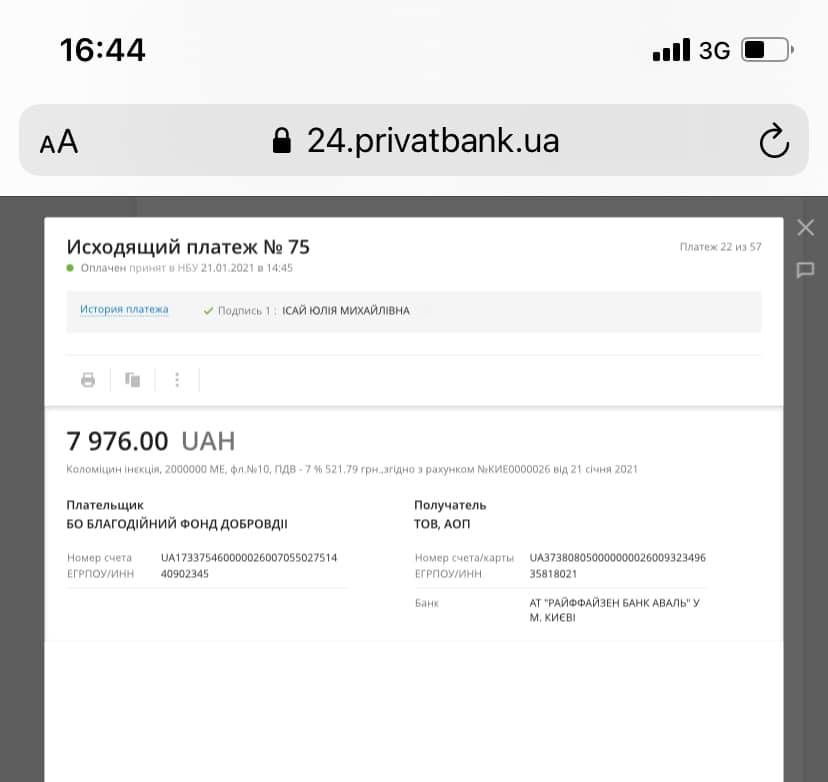 16:44
3G
AA
24.privatbank.ua
Исходящий платеж № 75
Платеж 22 из 57
Оплачен принят в НБУ 21.01.2021 в 14:45
История платежа
Подпись 1 : ІСАЙ ЮЛІЯ МИХАЙЛІВНА
7 976.00 UAH
Коломіцин інєкція, 2000000 МЕ, фл.№10, ПДВ - 7 % 521.79 грн.,згідно з рахунком №КИЕ0000026 від 21 січня 2021
Плательщик
БО БЛАГОДІЙНИЙ ФОНД ДОБРОВДІІ
Номер счета UA173375460000026007055027514
ЕГРПОУ/ИНН 40902345
Получатель
ТОВ, АОП
Номер счета/карты UA373808050000000026009323496
ЕГРПОУ/ИНН 35818021
Банк АТ "РАЙФФАЙЗЕН БАНК АВАЛЬ" У
М. КИЄВІ